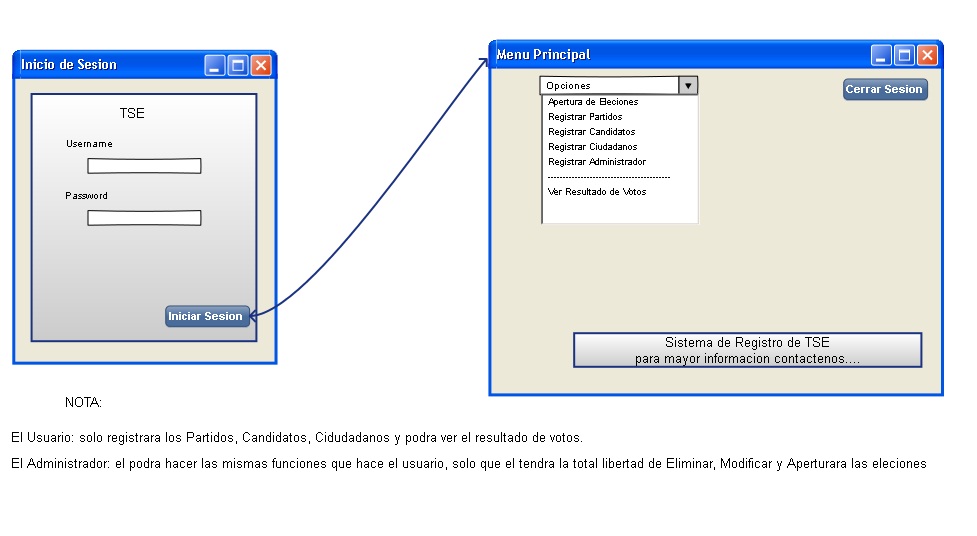 Inicio de Sesion
TSE
Username
Password
Iniciar Sesion
Menu Principal
Opciones
Apertura de Eleciones
Registrar Partidos
Registrar Candidatos
Registrar Ciudadanos
Registrar Administrador
-----------------------------------------
Ver Resultado de Votos
Cerrar Sesion
Sistema de Registro de TSE
para mayor informacion contactenos....
NOTA:
El Usuario: solo registrara los Partidos, Candidatos, Cidudadanos y podra ver el resultado de votos.
El Administrador: el podra hacer las mismas funciones que hace el usuario, solo que el tendra la total libertad de Eliminar, Modificar y Aperturara las eleciones